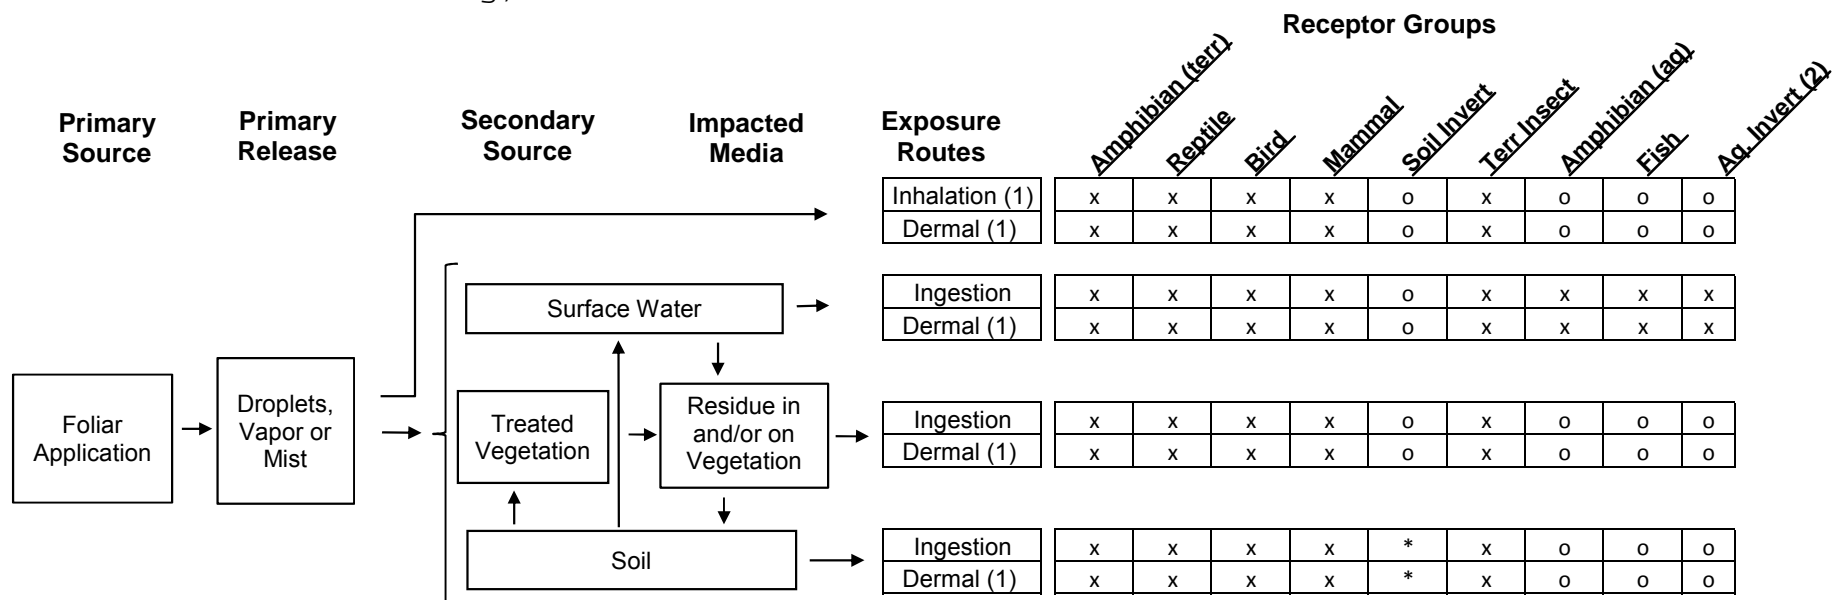 Receptor Groups
Primary Source
Primary Release
Secondary Source
Impacted Media
Exposure Routes
Amphibian (terr)
Reptile
Bird
Mammal
Soil Invert
Terr Insect
Amphibian (aq)
Fish
Aq. Invert (2)
Inhalation (1) x x x x o x o o o
Dermal (1) x x x x o x o o o
Surface Water
Ingestion x x x x o x x x x
Dermal (1) x x x x o x x x x
Foliar
Application
Droplets,
Vapor or
Mist
Treated
Vegetation
Residue in
and/or on
Vegetation
Ingestion x x x x o x o o o
Dermal (1) x x x x o x o o o
Soil
Ingestion x x x x * x o o o
Dermal (1) x x x x * x o o o